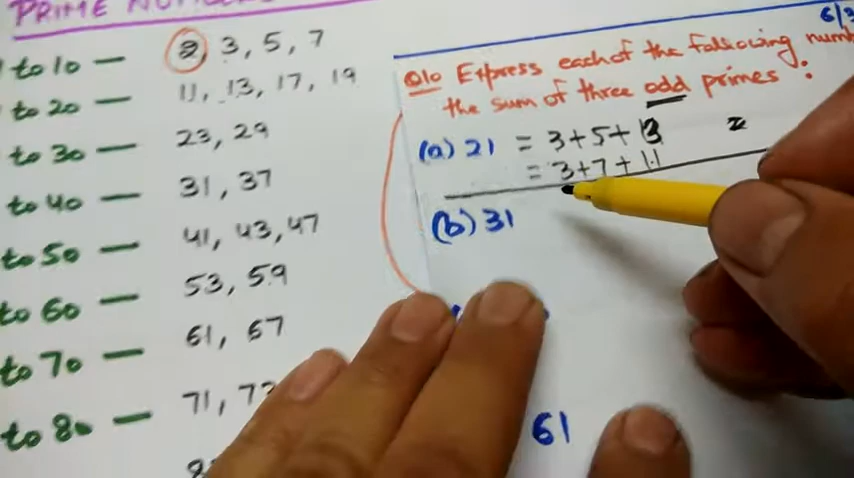 PRIME NUM
1 to 10 — 2, 3, 5, 7
to 20 — 11, 13, 17, 19
to 30 — 23, 29
to 40 — 31, 37
to 50 — 41, 43, 47
to 60 — 53, 59
to 70 — 61, 67
to 80 — 71, 73
6/3
Q10 Express each of the following numb
the sum of three odd primes :
(a) 21 = 3+5+13 2
= 3+7+11
(b) 31
61